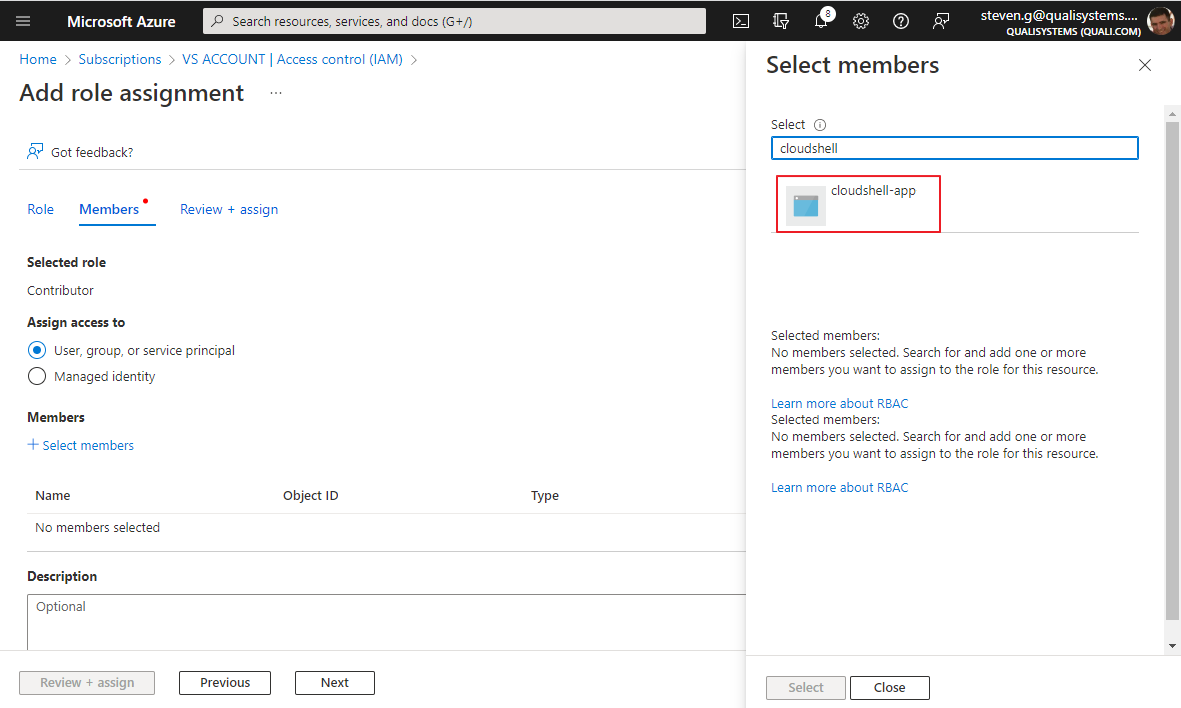 Microsoft Azure
Search resources, services, and docs (G+/)
8
steven.g@qualisystems....
QUALISYSTEMS (QUALI.COM)
Home > Subscriptions > VS ACCOUNT | Access control (IAM) >
Add role assignment ...
Got feedback?
Role Members Review + assign
Selected role
Contributor
Assign access to
User, group, or service principal
Managed identity
Members
+ Select members
Name Object ID Type
No members selected
Description
Optional
Review + assign Previous Next
Select members
Select
cloudshell
cloudshell-app
Selected members:
No members selected. Search for and add one or more
members you want to assign to the role for this resource.
Learn more about RBAC
Selected members:
No members selected. Search for and add one or more
members you want to assign to the role for this resource.
Learn more about RBAC
Select Close